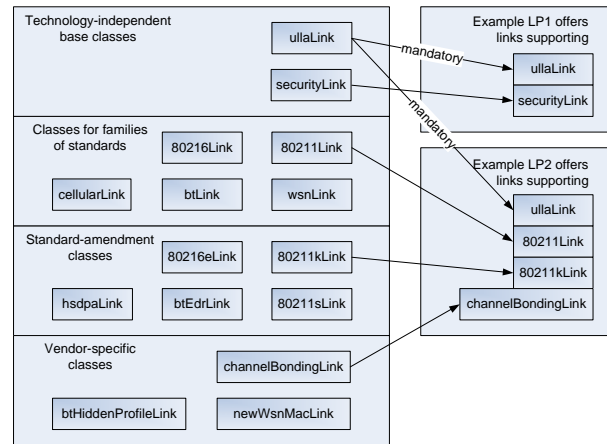 Technology-independent
base classes
ullaLink
securityLink
Classes for families
of standards
80216Link
80211Link
cellularLink
btLink
wsnLink
Standard-amendment
classes
80216eLink
80211kLink
hsdpaLink
btEdrLink
80211sLink
Vendor-specific
classes
channelBondingLink
btHiddenProfileLink
newWsnMacLink
mandatory
mandatory
Example LP1 offers
links supporting
ullaLink
securityLink
Example LP2 offers
links supporting
ullaLink
80211Link
80211kLink
channelBondingLink